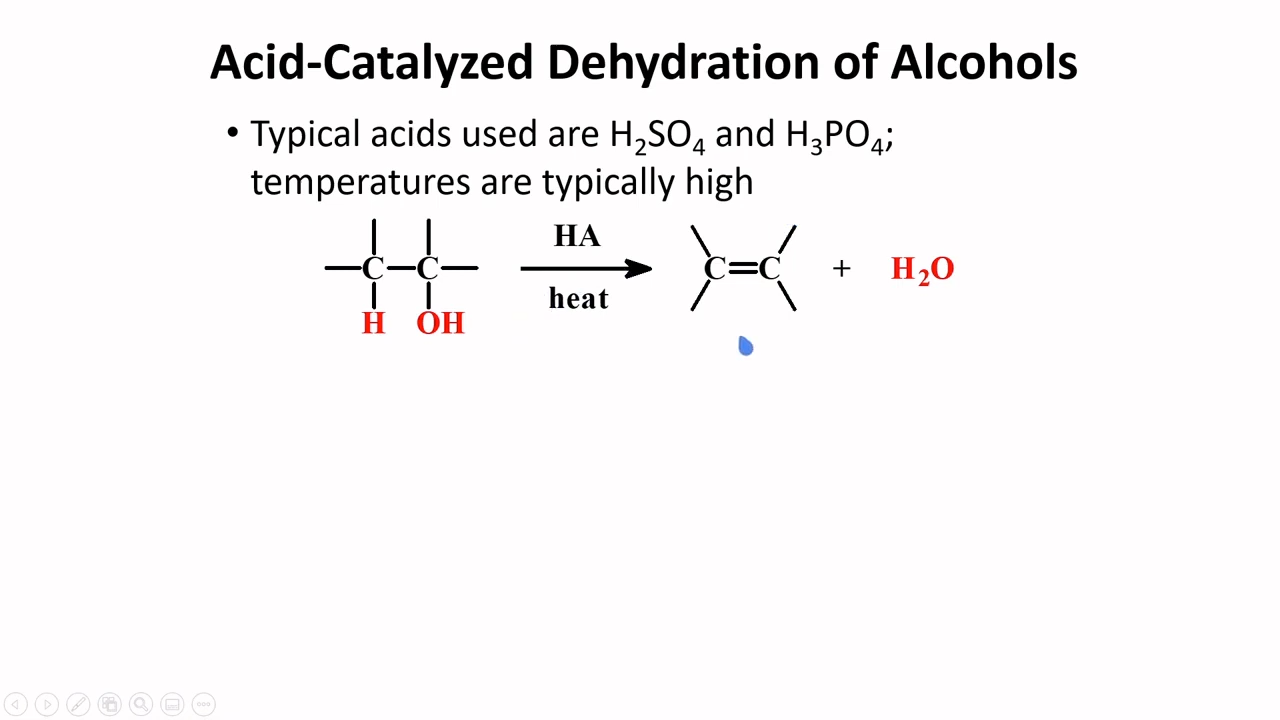 Acid-Catalyzed Dehydration of Alcohols
• Typical acids used are H₂SO₄ and H₃PO₄;
temperatures are typically high
HA
C C C=C + H₂O
heat
H OH